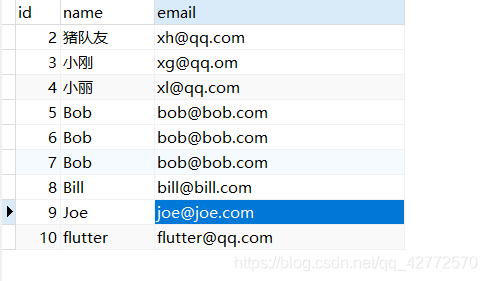 id name email
2 猪队友 xh@qq.com
3 小刚 xg@qq.om
4 小丽 xl@qq.com
5 Bob bob@bob.com
6 Bob bob@bob.com
7 Bob bob@bob.com
8 Bill bill@bill.com
9 Joe joe@joe.com
10 flutter flutter@qq.com
https://blog.csdn.net/qq_42772570